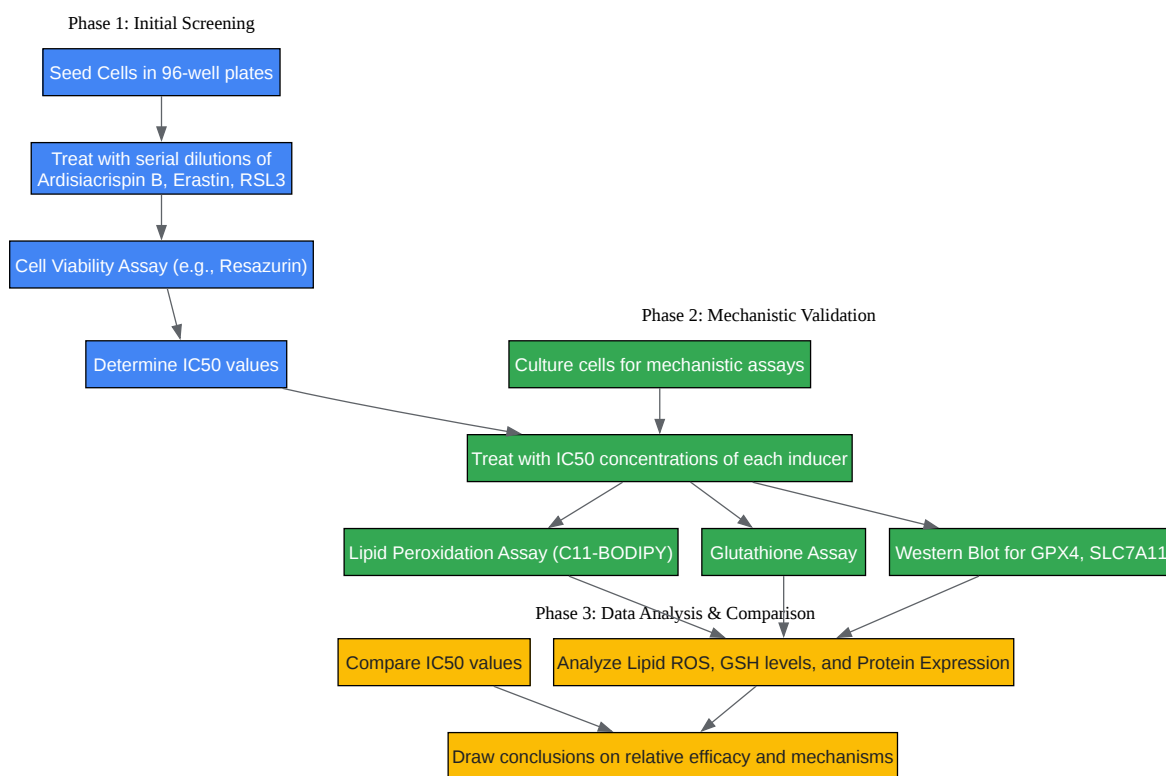 Phase 1: Initial Screening
Seed Cells in 96-well plates
Treat with serial dilutions of
Ardisiacrispin B, Erastin, RSL3
Cell Viability Assay (e.g., Resazurin)
Determine IC50 values
Phase 2: Mechanistic Validation
Culture cells for mechanistic assays
Treat with IC50 concentrations of each inducer
Lipid Peroxidation Assay (C11-BODIPY)
Glutathione Assay
Western Blot for GPX4, SLC7A11
Phase 3: Data Analysis & Comparison
Compare IC50 values
Analyze Lipid ROS, GSH levels, and Protein Expression
Draw conclusions on relative efficacy and mechanisms